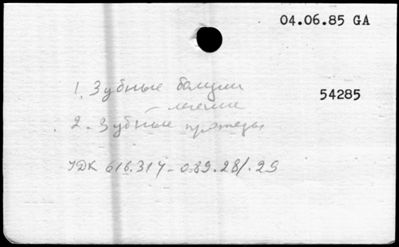 04.06.85 GA
54285
1. Зубные
— лечение
2. Зубные протезы
УДК 616.314-089.28/.29